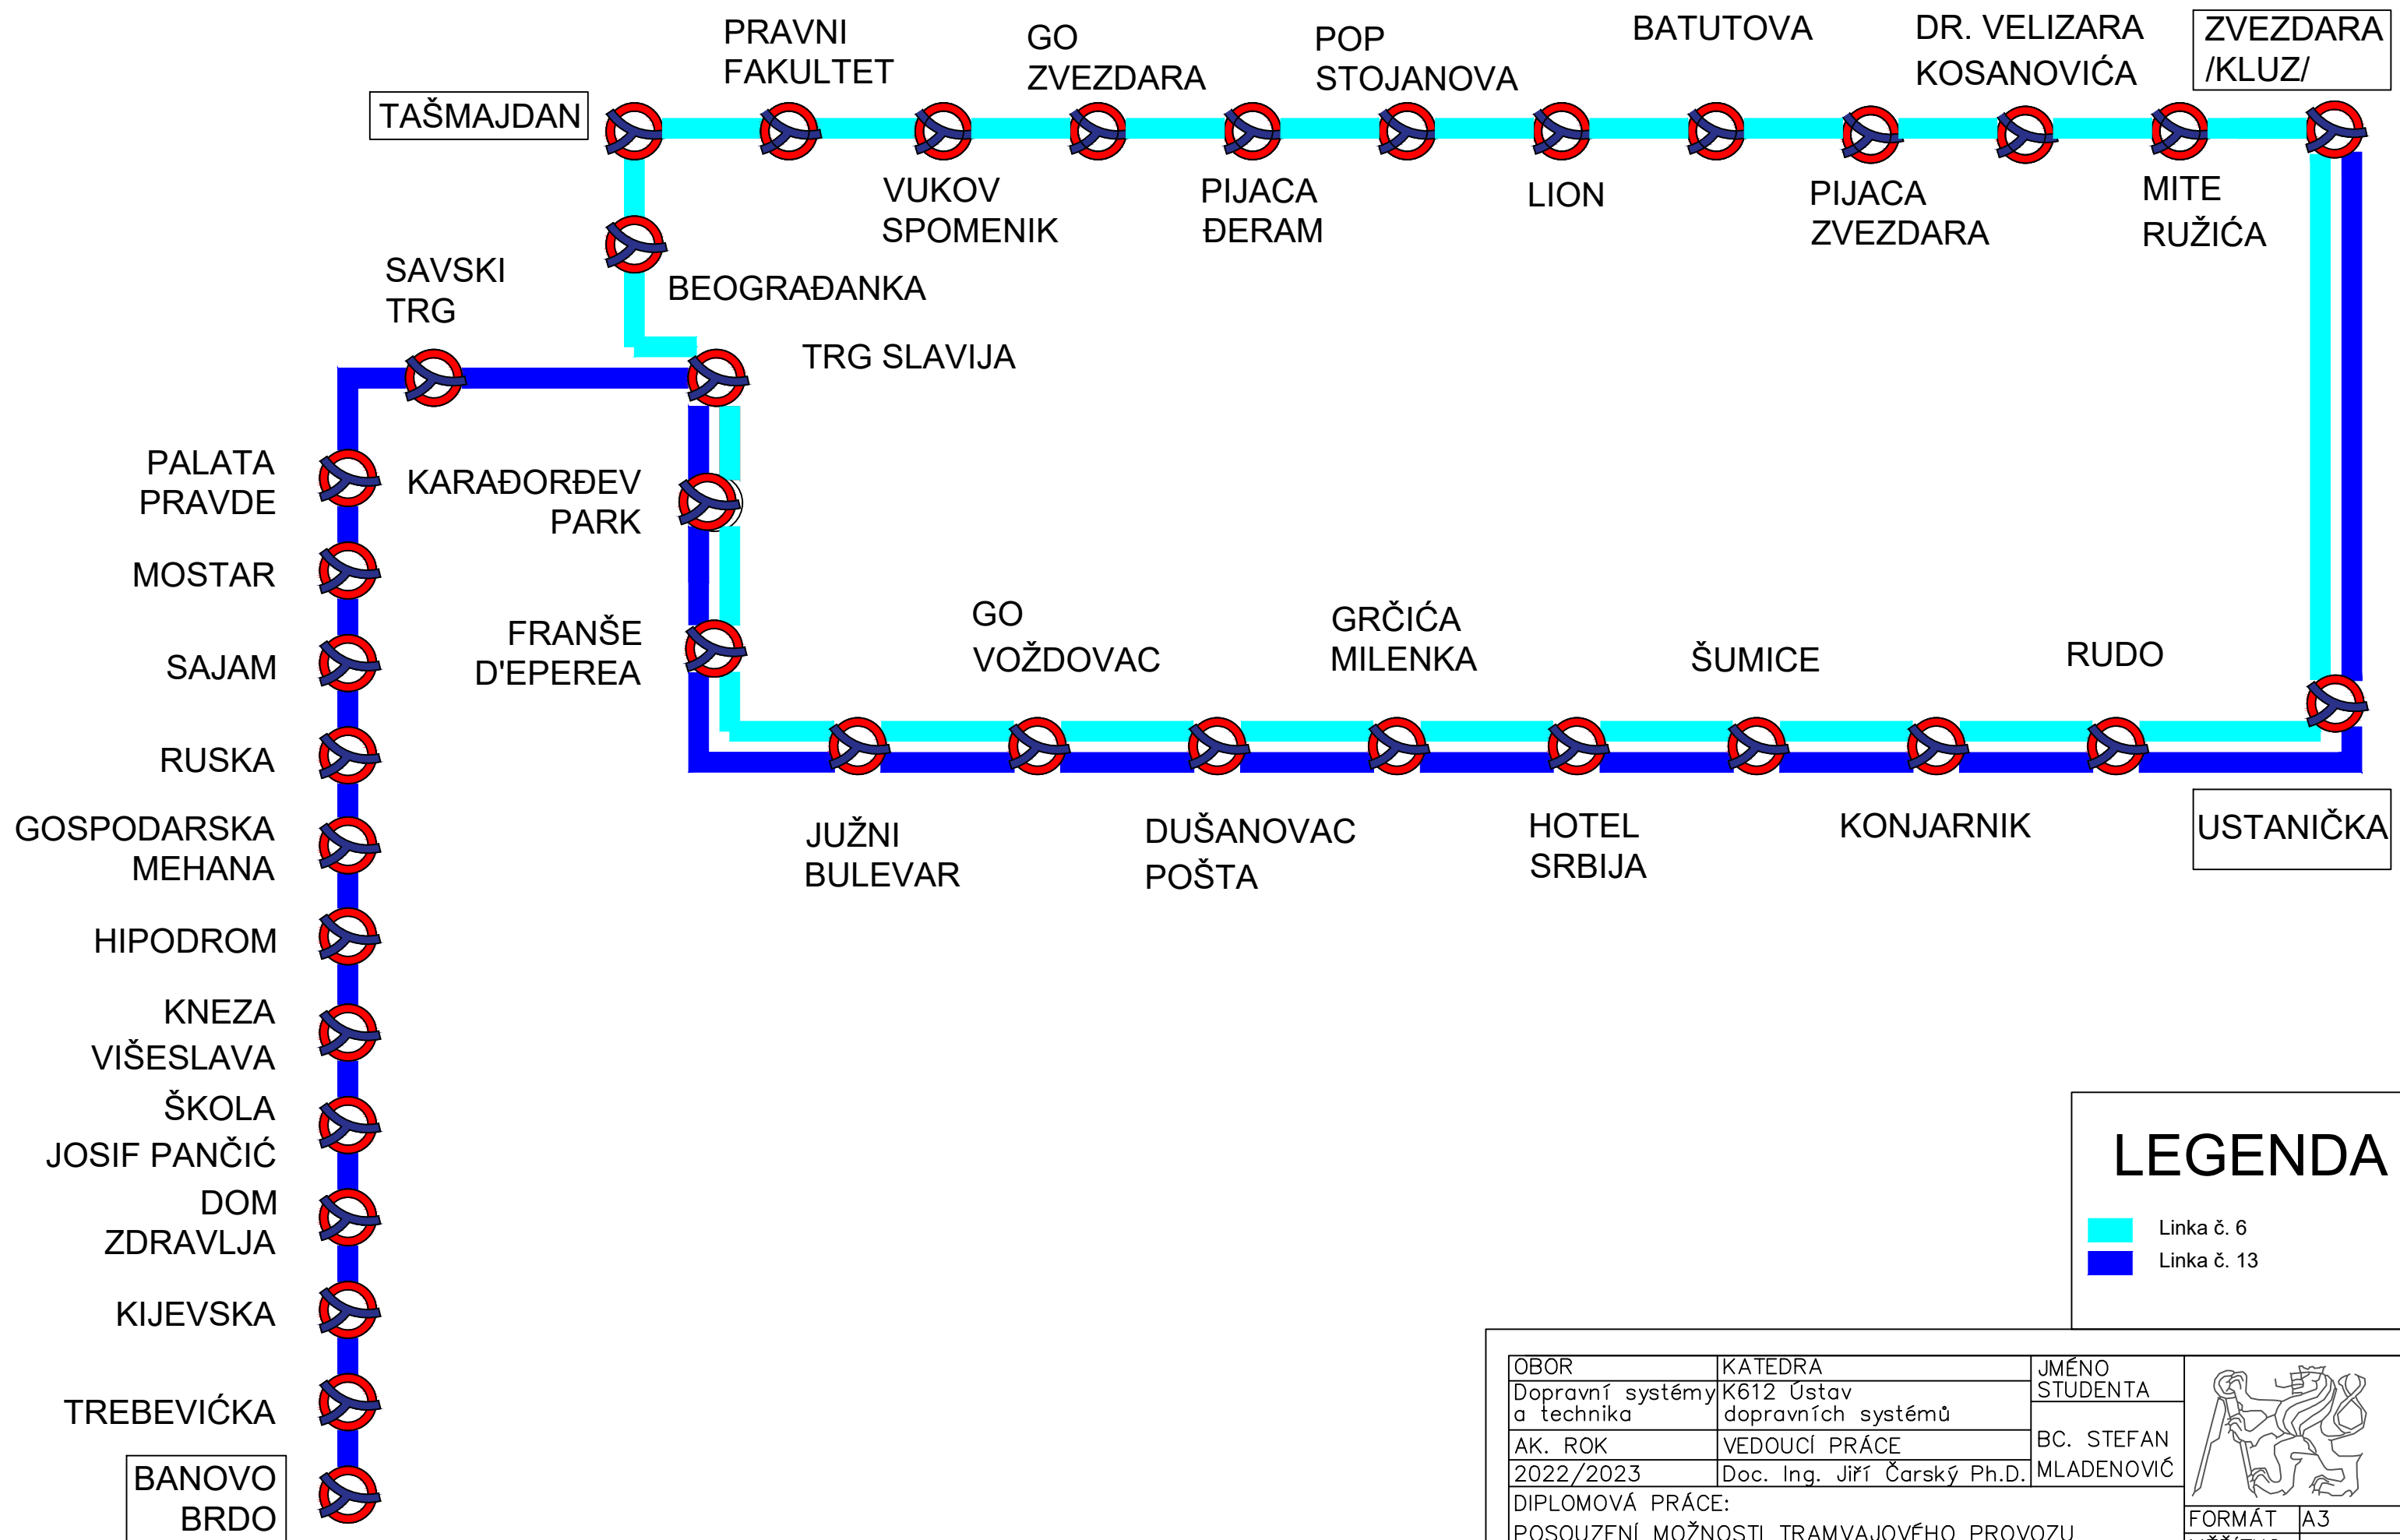 PRAVNI
FAKULTET
GO
ZVEZDARA
POP
STOJANOVA
BATUTOVA
DR. VELIZARA
KOSANOVIĆA
ZVEZDARA
/KLUZ/
TAŠMAJDAN
VUKOV
SPOMENIK
PIJACA
ĐERAM
LION
PIJACA
ZVEZDARA
MITE
RUŽIĆA
SAVSKI
TRG
BEOGRAĐANKA
TRG SLAVIJA
PALATA
PRAVDE
KARAĐORĐEV
PARK
MOSTAR
FRANŠE
D'EPEREA
GO
VOŽDOVAC
GRČIĆA
MILENKA
ŠUMICE
RUDO
SAJAM
RUSKA
GOSPODARSKA
MEHANA
JUŽNI
BULEVAR
DUŠANOVAC
POŠTA
HOTEL
SRBIJA
KONJARNIK
USTANIČKA
HIPODROM
KNEZA
VIŠESLAVA
ŠKOLA
JOSIF PANČIĆ
DOM
ZDRAVLJA
KIJEVSKA
TREBEVIĆKA
BANOVO
BRDO
LEGENDA
Linka č. 6
Linka č. 13
OBOR
KATEDRA
JMÉNO
STUDENTA
Dopravní systémy
a technika
K612 Ústav
dopravních systémů
AK. ROK
VEDOUCÍ PRÁCE
BC. STEFAN
MLADENOVIĆ
2022/2023
Doc. Ing. Jiří Čarský Ph.D.
DIPLOMOVÁ PRÁCE:
POSOUZENÍ MOŽNOSTI TRAMVAJOVÉHO PROVOZU
FORMÁT
A3